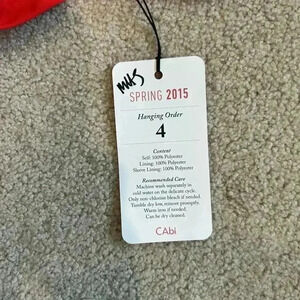 SPRING 2015
Hanging Order
4
Content
Self: 100% Polyester
Lining: 100% Polyester
Sleeve Lining: 100% Polyester
Recommended Care
Machine wash separately in
cold water on the delicate cycle.
Only non-chlorine bleach if needed.
Tumble dry low, remove promptly.
Warm iron if needed.
Can be dry cleaned.
CAbi